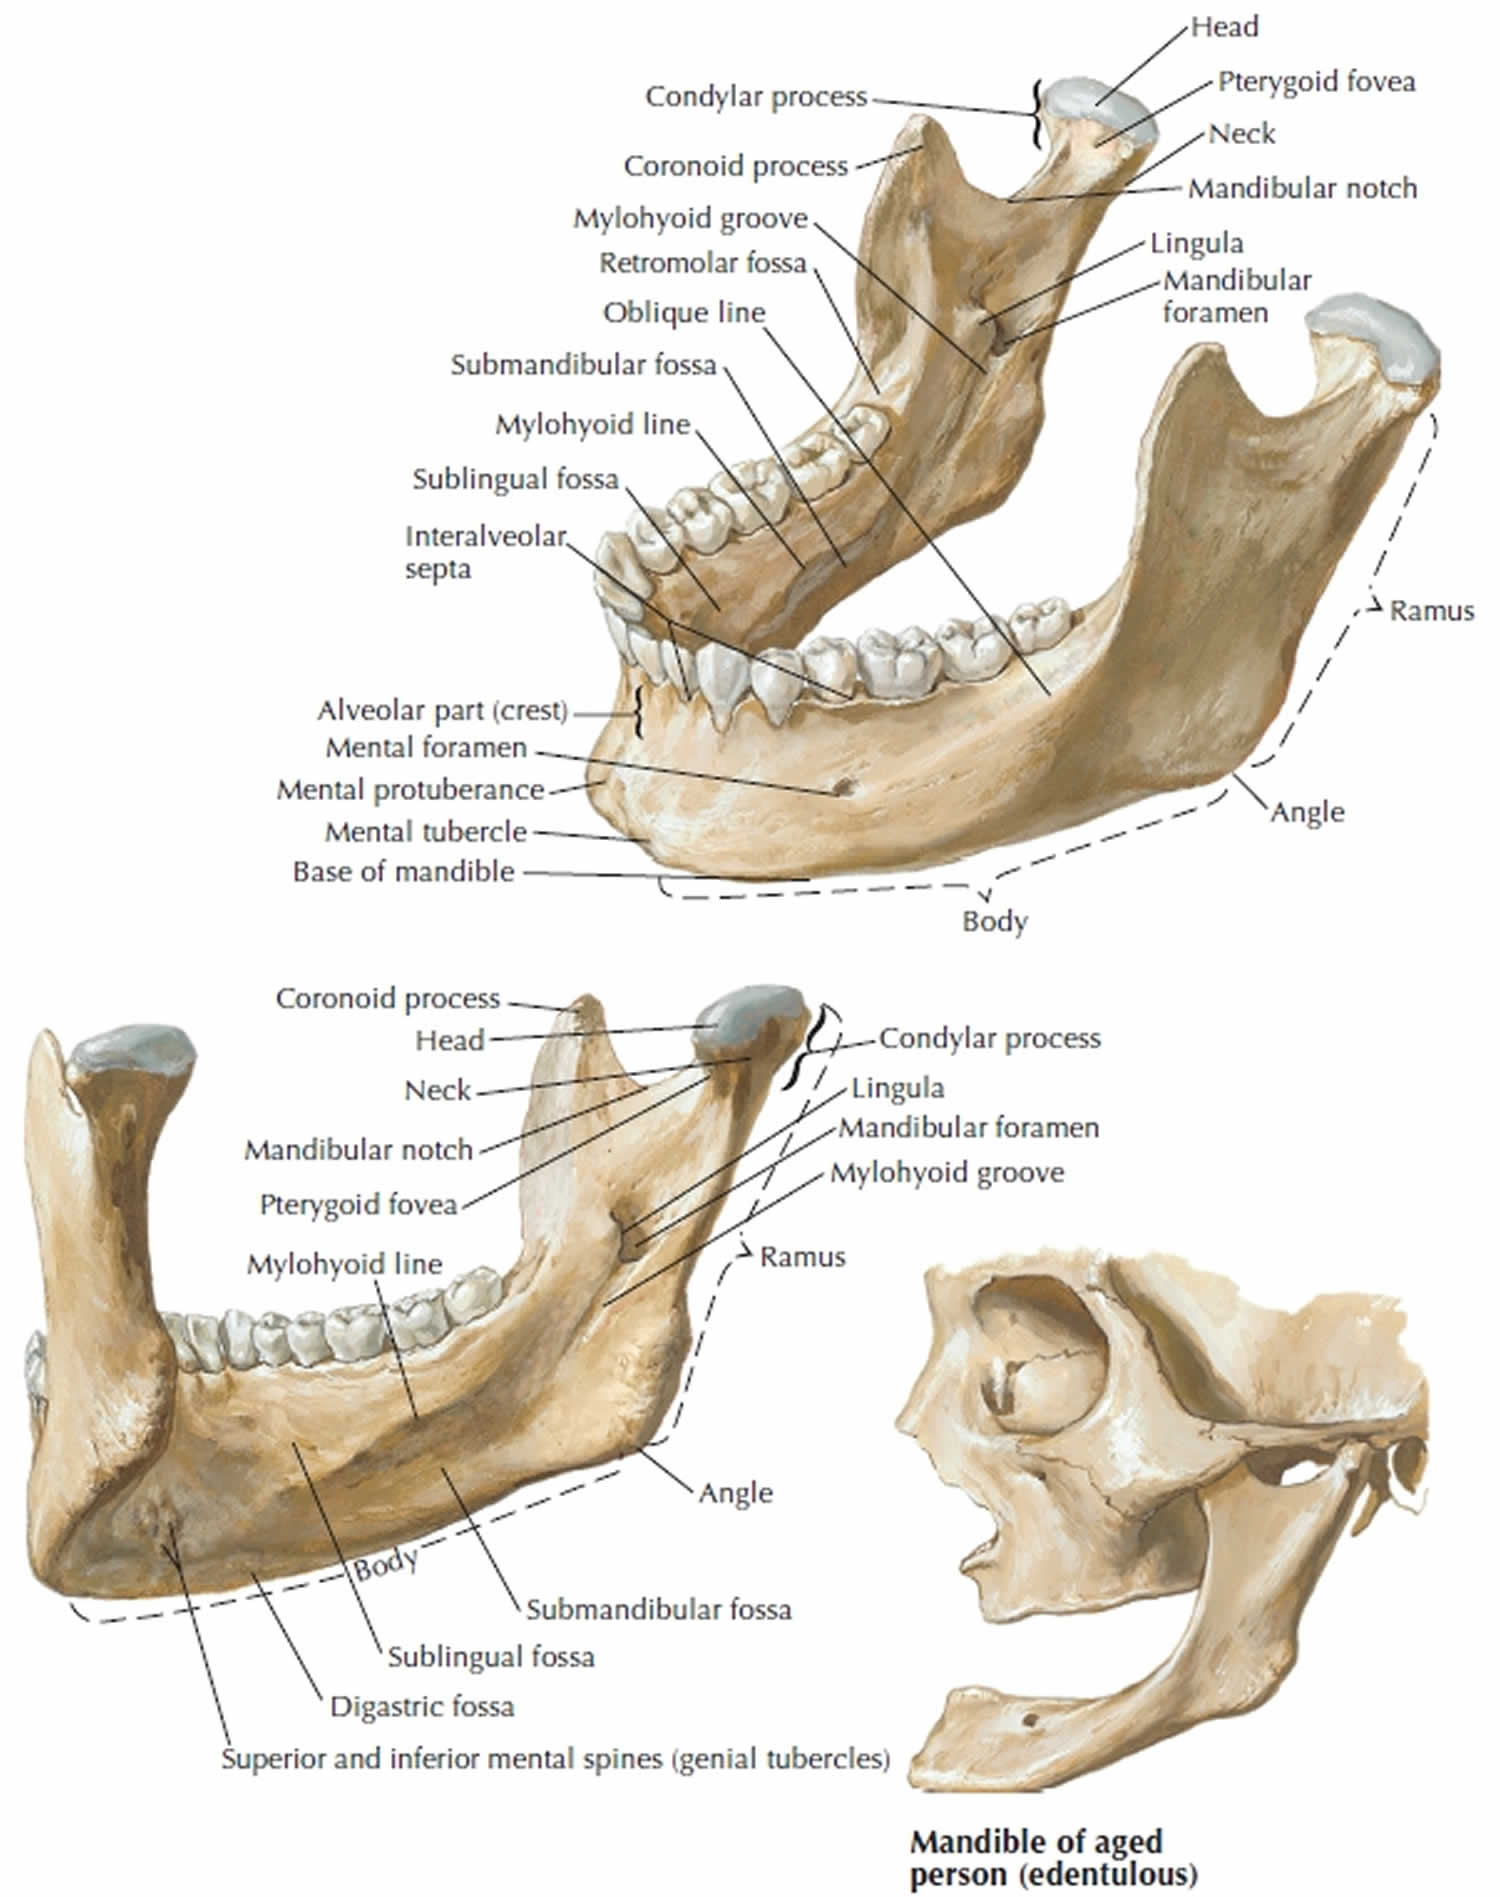 Head
Condylar process
Pterygoid fovea
Neck
Coronoid process
Mandibular notch
Mylohyoid groove
Lingula
Retromolar fossa
Mandibular
foramen
Oblique line
Submandibular fossa
Mylohyoid line
Sublingual fossa
Interalveolar
septa
Ramus
Alveolar part (crest)
Mental foramen
Mental protuberance
Angle
Mental tubercle
Base of mandible
Body
Coronoid process
Head
Condylar process
Neck
Lingula
Mandibular foramen
Mandibular notch
Mylohyoid groove
Pterygoid fovea
Ramus
Mylohyoid line
Angle
Body
Submandibular fossa
Sublingual fossa
Digastric fossa
Superior and inferior mental spines (genial tubercles)
Mandible of aged
person (edentulous)